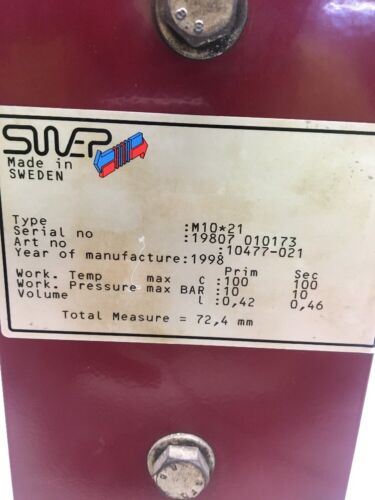 SWEP
Made in
SWEDEN
Type :M10*21
Serial no :19807 010173
Art no :10477-021
Year of manufacture:1998
Prim Sec
Work. Temp max C :100 100
Work. Pressure max BAR :10 10
Volume l :0,42 0,46
Total Measure = 72,4 mm